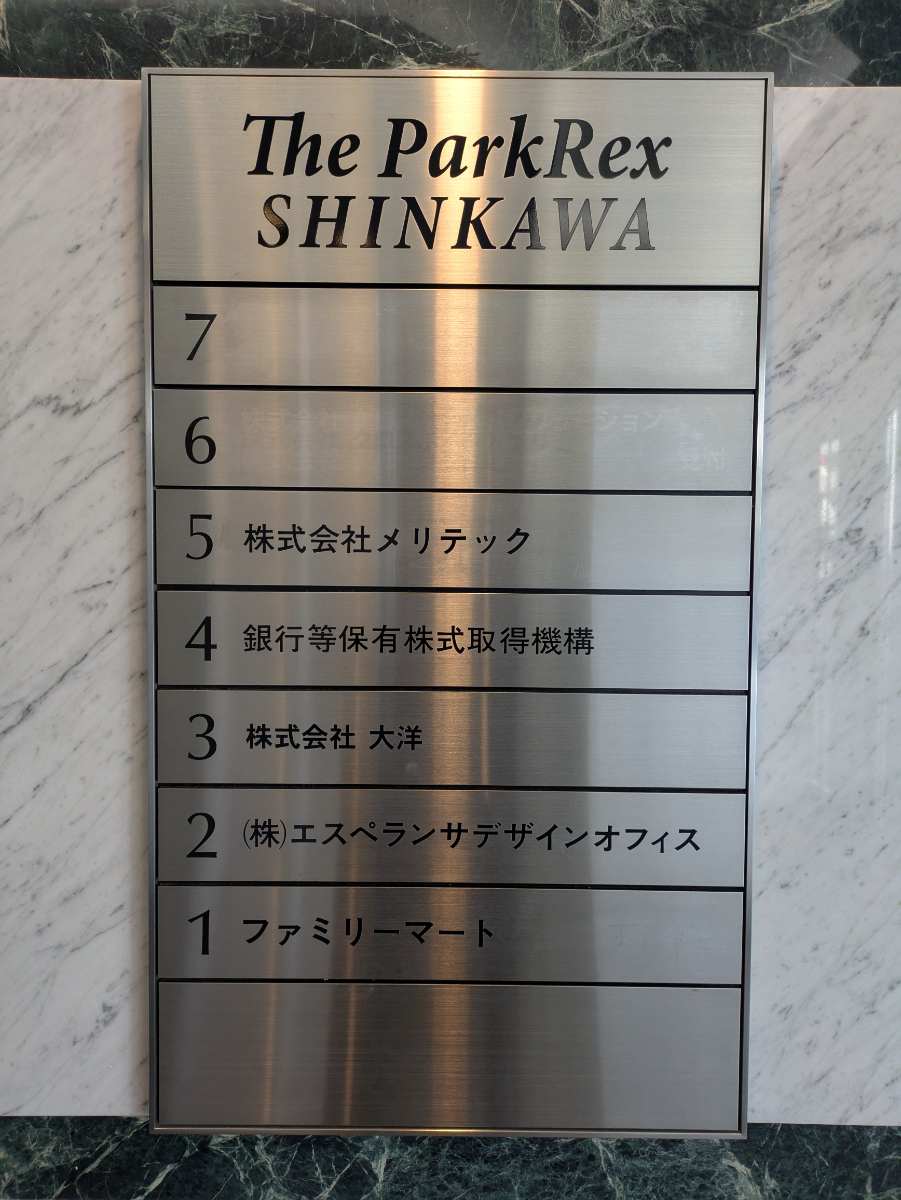 The ParkRex
SHINKAWA
7
6
5 株式会社メリテック
4 銀行等保有株式取得機構
3 株式会社 大洋
2 ㈱エスペランサデザインオフィス
1 ファミリーマート